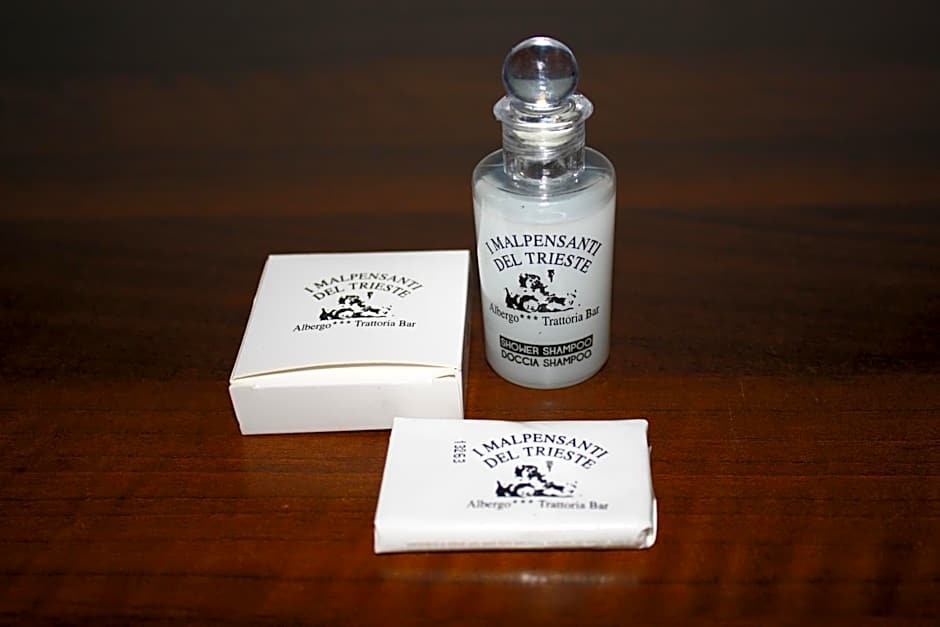 I MALPENSANTI
DEL TRIESTE
Albergo*** Trattoria Bar
I MALPENSANTI
DEL TRIESTE
Albergo*** Trattoria Bar
SHOWER SHAMPOO
DOCCIA SHAMPOO
13263
I MALPENSANTI
DEL TRIESTE
Albergo*** Trattoria Bar